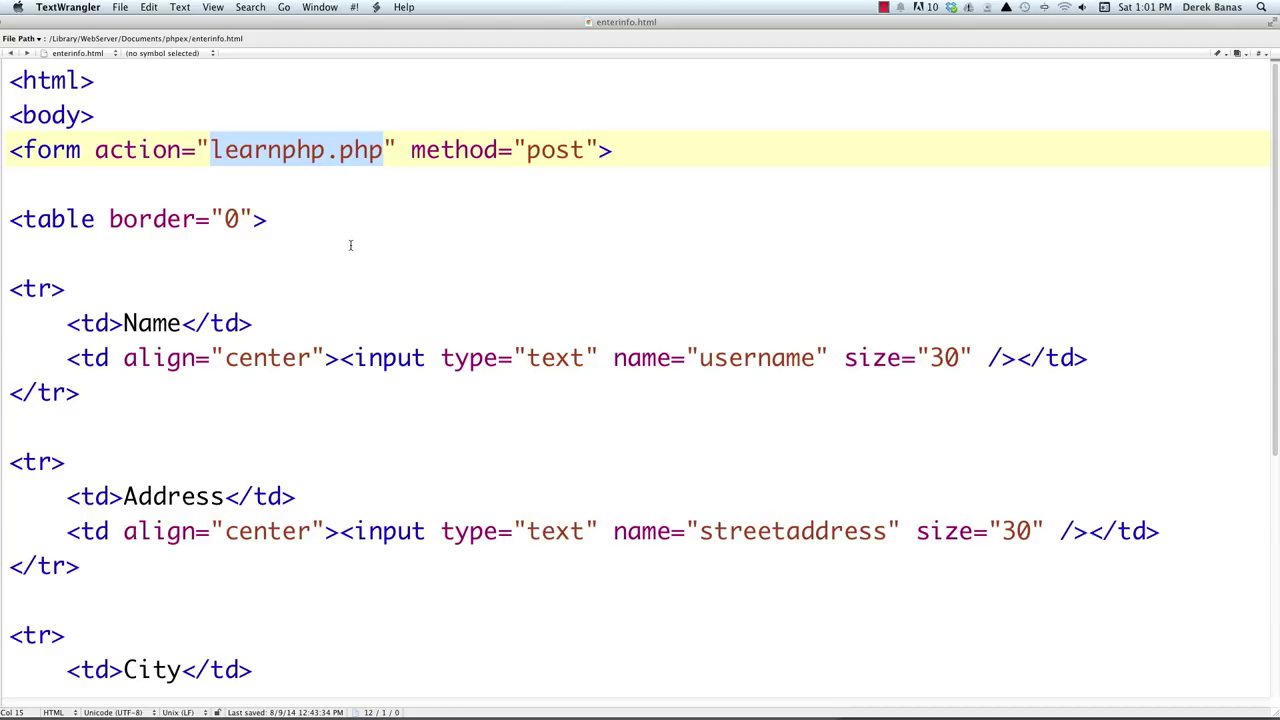 TextWrangler File Edit Text View Search Go Window #! Help 10 Sat 1:01 PM Derek Banas
enterinfo.html
File Path ▾ : /Library/WebServer/Documents/phpex/enterinfo.html
enterinfo.html (no symbol selected)
<html>
<body>
<form action="learnphp.php" method="post">
<table border="0">
<tr>
<td>Name</td>
<td align="center"><input type="text" name="username" size="30" /></td>
</tr>
<tr>
<td>Address</td>
<td align="center"><input type="text" name="streetaddress" size="30" /></td>
</tr>
<tr>
<td>City</td>
Col 15 HTML Unicode (UTF-8) Unix (LF) Last saved: 8/9/14 12:43:34 PM 12 / 1 / 0